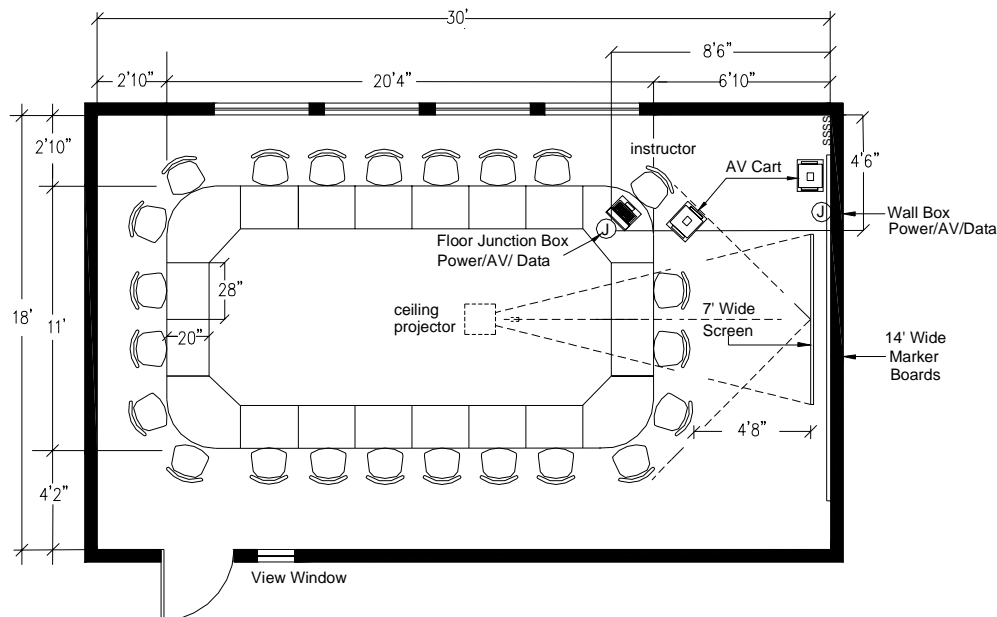 30'
8'6"
2'10"
20'4"
6'10"
2'10"
instructor
AV Cart
4'6"
J
Wall Box
Power/AV/Data
J
Floor Junction Box
Power/AV/ Data
28"
18'
11'
20"
ceiling
projector
7' Wide
Screen
14' Wide
Marker
Boards
4'8"
4'2"
View Window
SSSS